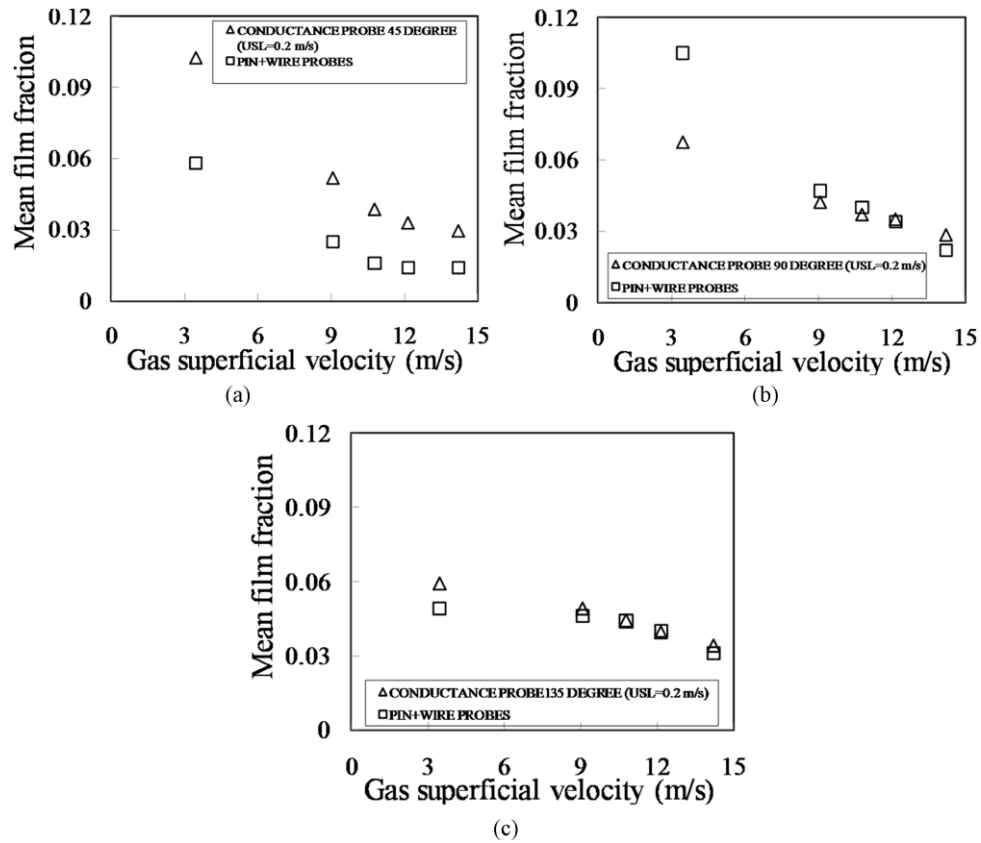 0.12
0.09
0.06
0.03
0
Mean film fraction
△ CONDUCTANCE PROBE 45 DEGREE
(USL=0.2 m/s)
□ PIN+WIRE PROBES
0 3 6 9 12 15
Gas superficial velocity (m/s)
(a)
0.12
0.09
0.06
0.03
0
Mean film fraction
△ CONDUCTANCE PROBE 90 DEGREE (USL=0.2 m/s)
□ PIN+WIRE PROBES
0 3 6 9 12 15
Gas superficial velocity (m/s)
(b)
0.12
0.09
0.06
0.03
0
Mean film fraction
△ CONDUCTANCE PROBE135 DEGREE (USL=0.2 m/s)
□ PIN+WIRE PROBES
0 3 6 9 12 15
Gas superficial velocity (m/s)
(c)